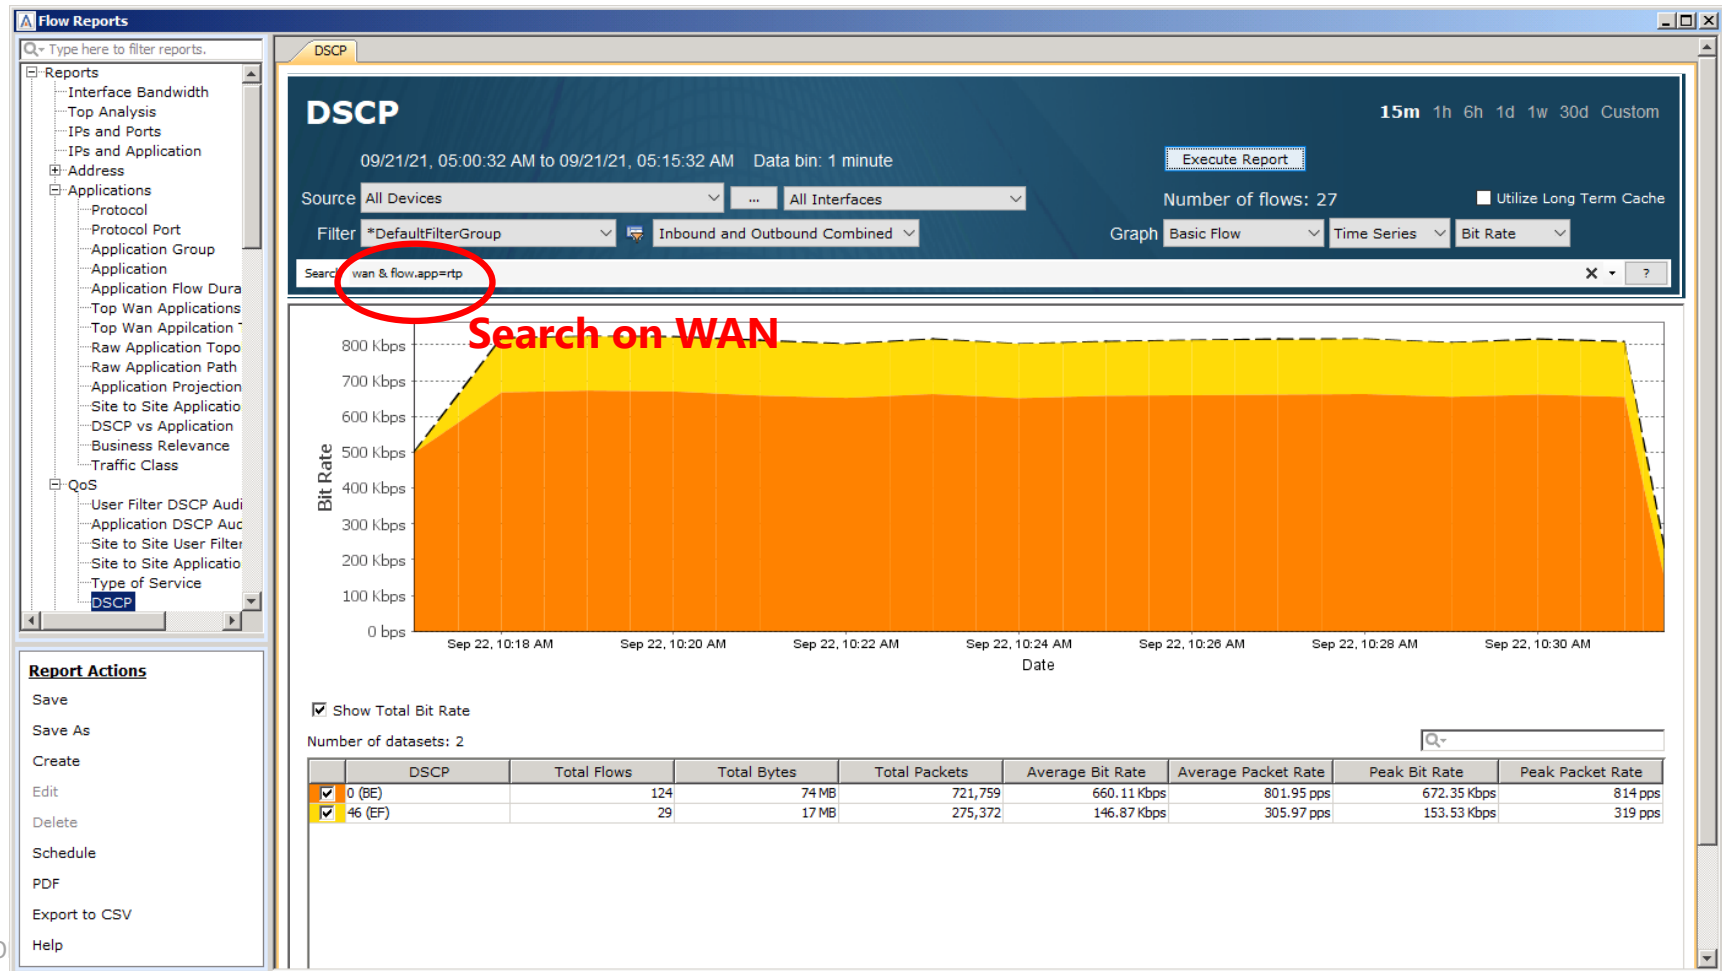 Flow Reports
Type here to filter reports.
Reports
Interface Bandwidth
Top Analysis
IPs and Ports
IPs and Application
Address
Applications
Protocol
Protocol Port
Application Group
Application
Application Flow Dura
Top Wan Applications
Top Wan Application
Raw Application Topo
Raw Application Path
Application Projection
Site to Site Applicatio
DSCP vs Application
Business Relevance
Traffic Class
QoS
User Filter DSCP Audi
Application DSCP Aud
Site to Site User Filter
Site to Site Applicatio
Type of Service
DSCP
Report Actions
Save
Save As
Create
Edit
Delete
Schedule
PDF
Export to CSV
Help
DSCP
DSCP
15m 1h 6h 1d 1w 30d Custom
09/21/21, 05:00:32 AM to 09/21/21, 05:15:32 AM Data bin: 1 minute
Execute Report
Source All Devices ... All Interfaces
Number of flows: 27
Utilize Long Term Cache
Filter *DefaultFilterGroup Inbound and Outbound Combined
Graph Basic Flow Time Series Bit Rate
Search wan & flow.app=rtp
?
Search on WAN
Bit Rate
800 Kbps
700 Kbps
600 Kbps
500 Kbps
400 Kbps
300 Kbps
200 Kbps
100 Kbps
0 bps
Sep 22, 10:18 AM Sep 22, 10:20 AM Sep 22, 10:22 AM Sep 22, 10:24 AM Sep 22, 10:26 AM Sep 22, 10:28 AM Sep 22, 10:30 AM
Date
Show Total Bit Rate
Number of datasets: 2
DSCP Total Flows Total Bytes Total Packets Average Bit Rate Average Packet Rate Peak Bit Rate Peak Packet Rate
0 (BE) 124 74 MB 721,759 660.11 Kbps 801.95 pps 672.35 Kbps 814 pps
46 (EF) 29 17 MB 275,372 146.87 Kbps 305.97 pps 153.53 Kbps 319 pps